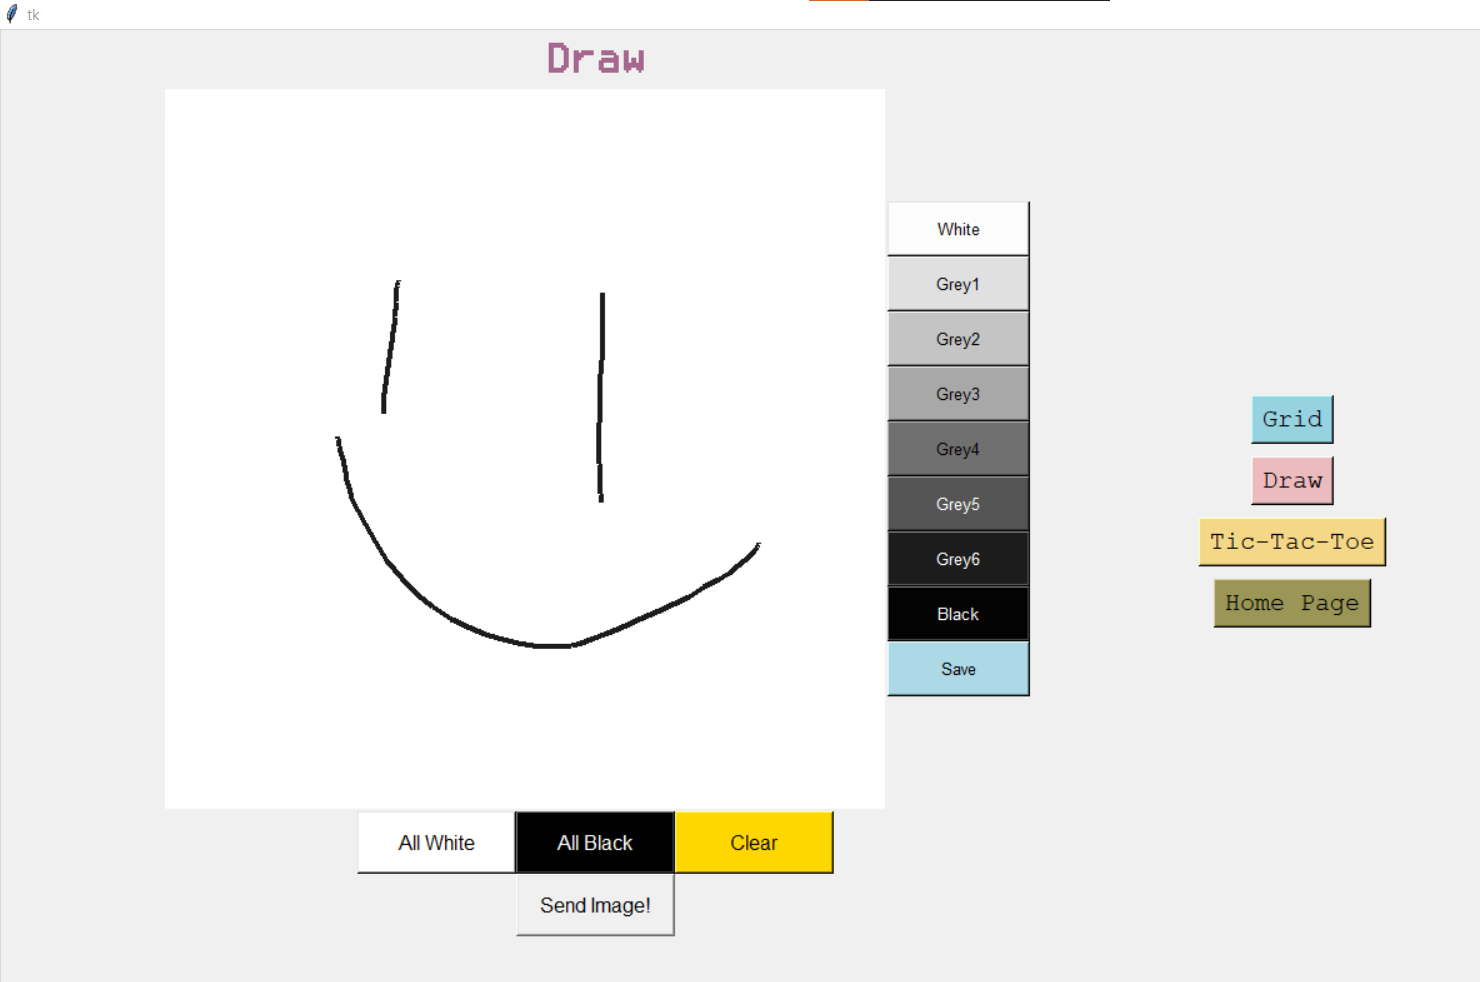 tk
Draw
White
Grey1
Grey2
Grey3
Grey4
Grey5
Grey6
Black
Save
Grid
Draw
Tic-Tac-Toe
Home Page
All White
All Black
Clear
Send Image!